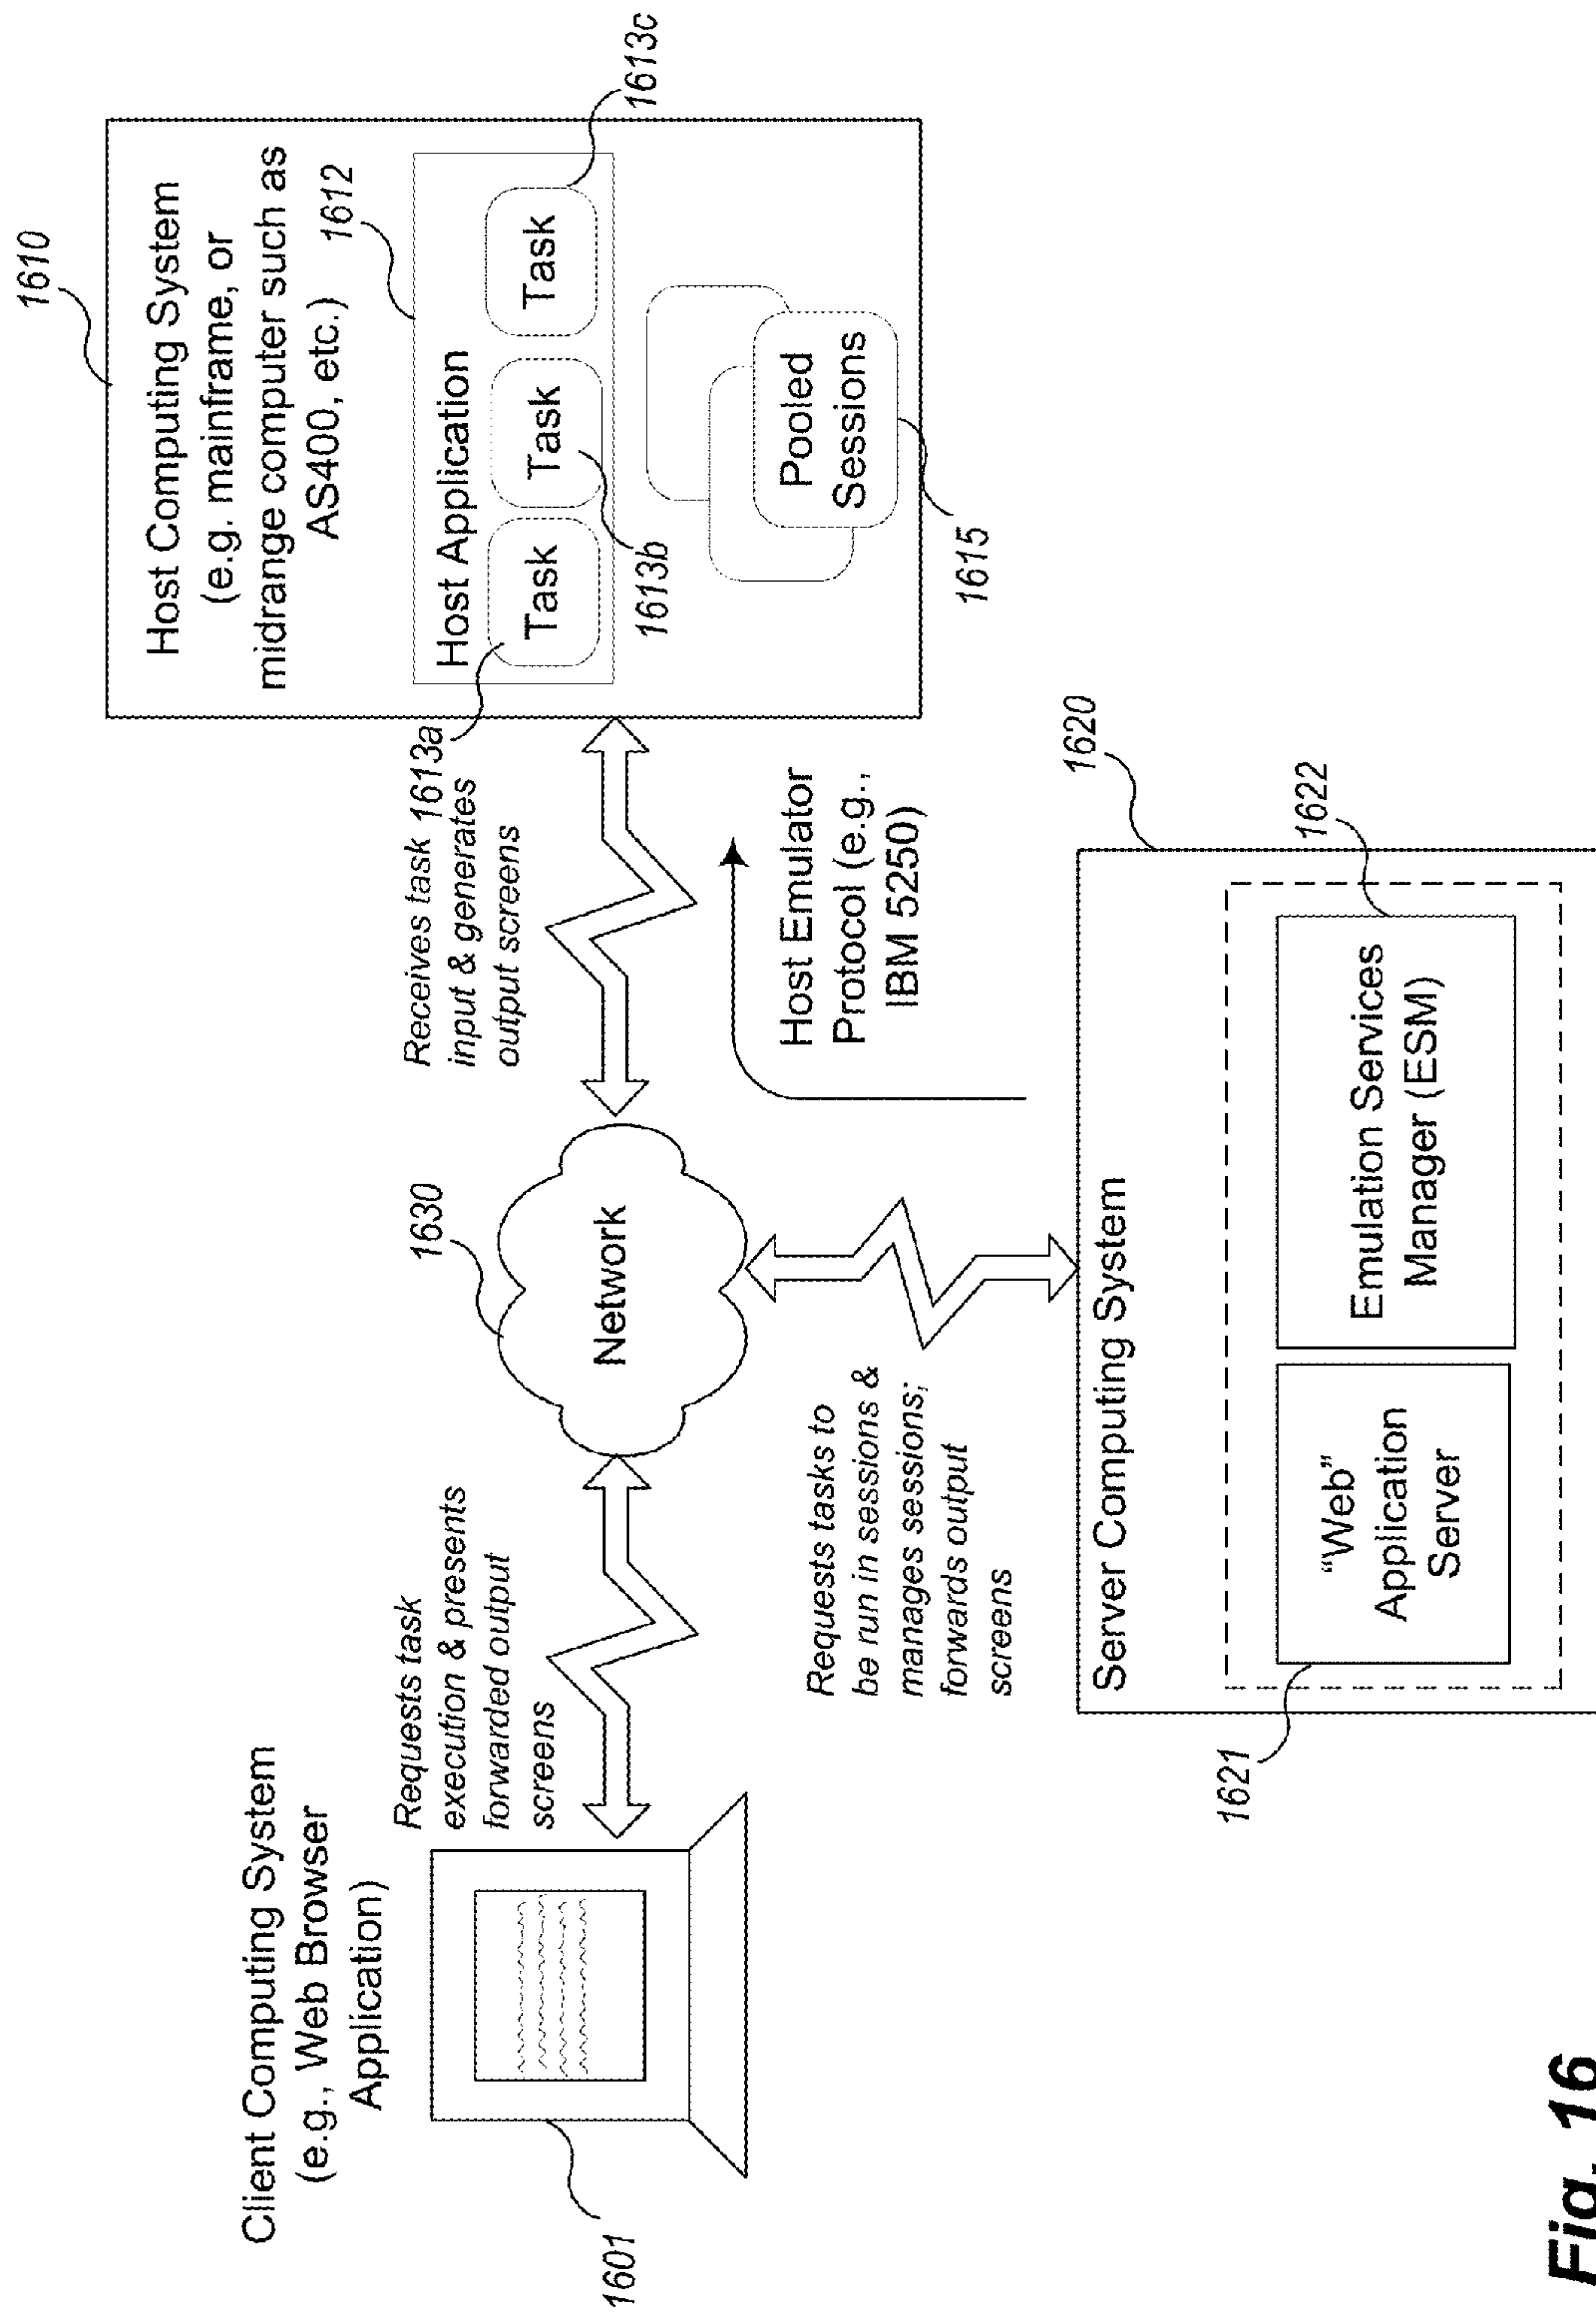 1610
Host Computing System
(e.g. mainframe, or
midrange computer such as
AS400, etc.)
1612
Host Application
Task
Task
Task
1613a
1613b
1613c
Pooled
Sessions
1615
Client Computing System
(e.g., Web Browser
Application)
1601
Requests task
execution & presents
forwarded output
screens
1630
Network
Receives task
input & generates
output screens
Host Emulator
Protocol (e.g.,
IBM 5250)
Requests tasks to
be run in sessions &
manages sessions;
forwards output
screens
1620
Server Computing System
1621
“Web”
Application
Server
1622
Emulation Services
Manager (ESM)
Fig. 16